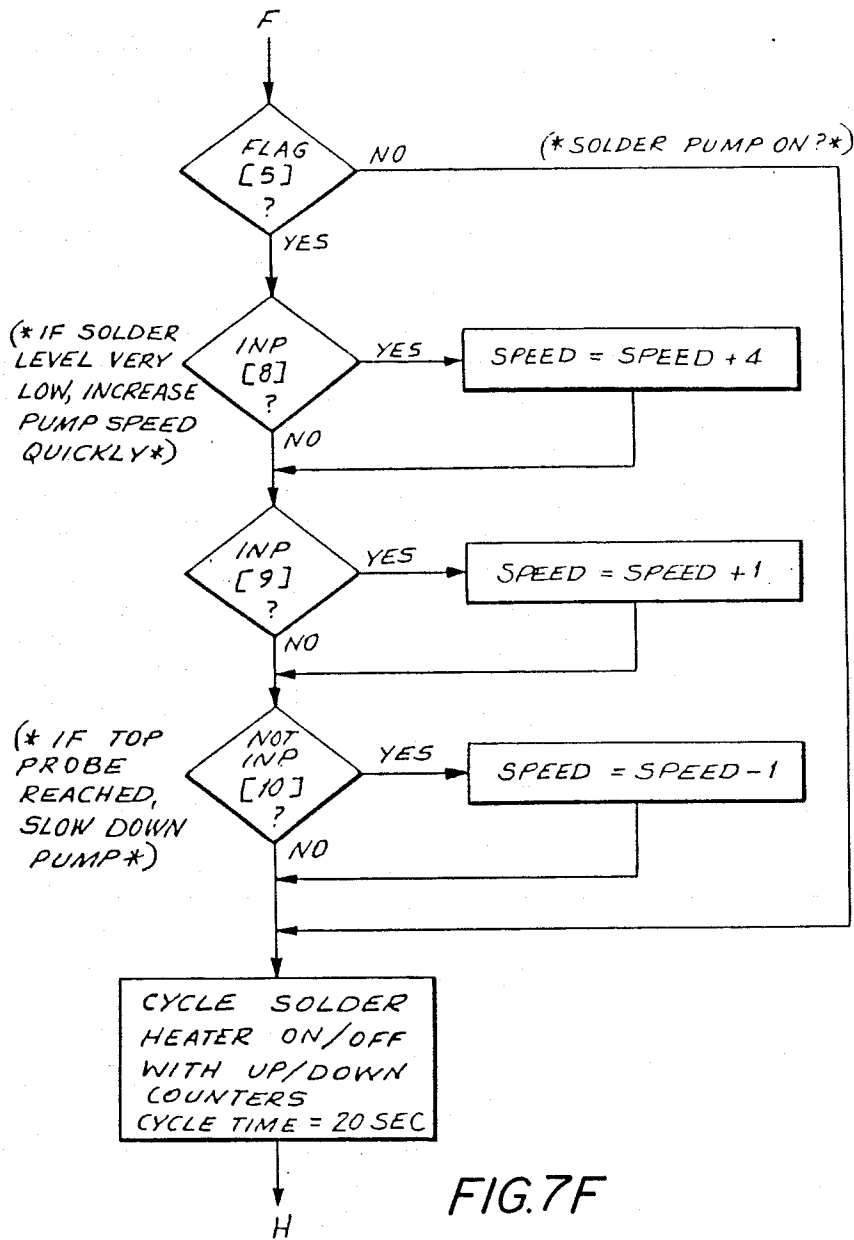 F
FLAG
[5]
?
NO
(*SOLDER PUMP ON?*)
YES
(*IF SOLDER
LEVEL VERY
LOW, INCREASE
PUMP SPEED
QUICKLY*)
INP
[8]
?
YES
SPEED = SPEED + 4
NO
INP
[9]
?
YES
SPEED = SPEED + 1
NO
(* IF TOP
PROBE
REACHED,
SLOW DOWN
PUMP*)
NOT
INP
[10]
?
YES
SPEED = SPEED-1
NO
CYCLE SOLDER
HEATER ON/OFF
WITH UP/DOWN
COUNTERS
CYCLE TIME = 20 SEC
H
FIG.7F